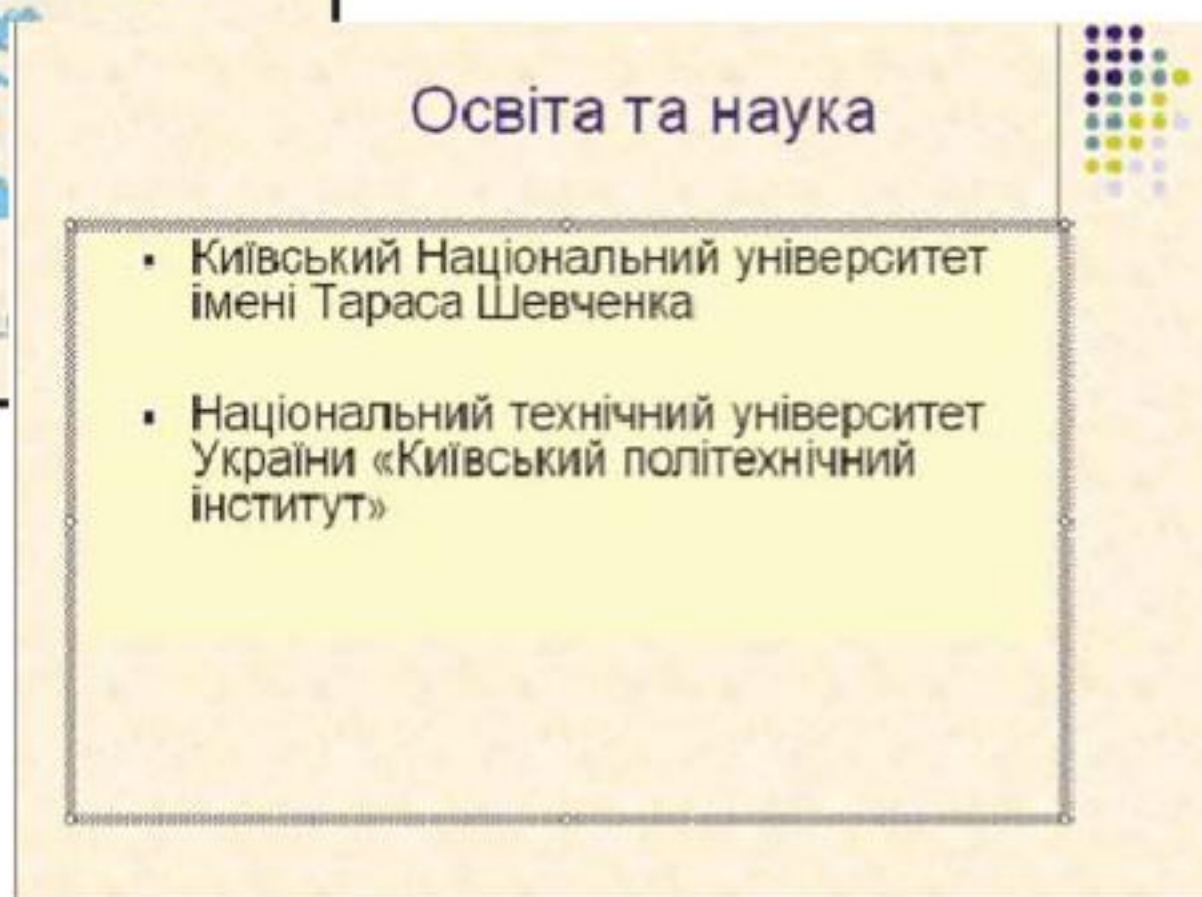 Освіта та наука
▪ Київський Національний університет
імені Тараса Шевченка
▪ Національний технічний університет
України «Київський політехнічний
інститут»